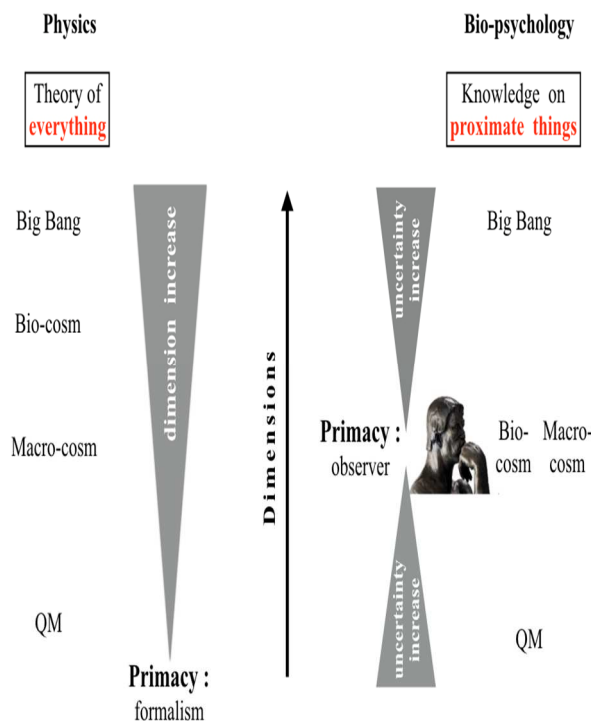 Physics
Theory of
everything
Big Bang
Bio-cosm
Macro-cosm
QM
dimension increase
Primacy :
formalism
Dimensions
Bio-psychology
Knowledge on
proximate things
uncertainty
increase
Big Bang
Primacy :
observer
Bio- Macro-
cosm cosm
uncertainty
increase
QM